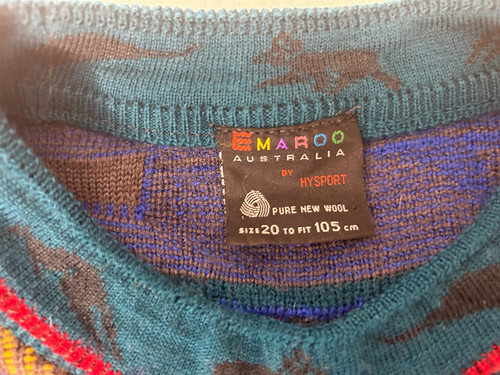 EMAROO
AUSTRALIA
BY
HYSPORT
PURE NEW WOOL
SIZE 20 TO FIT 105 cm